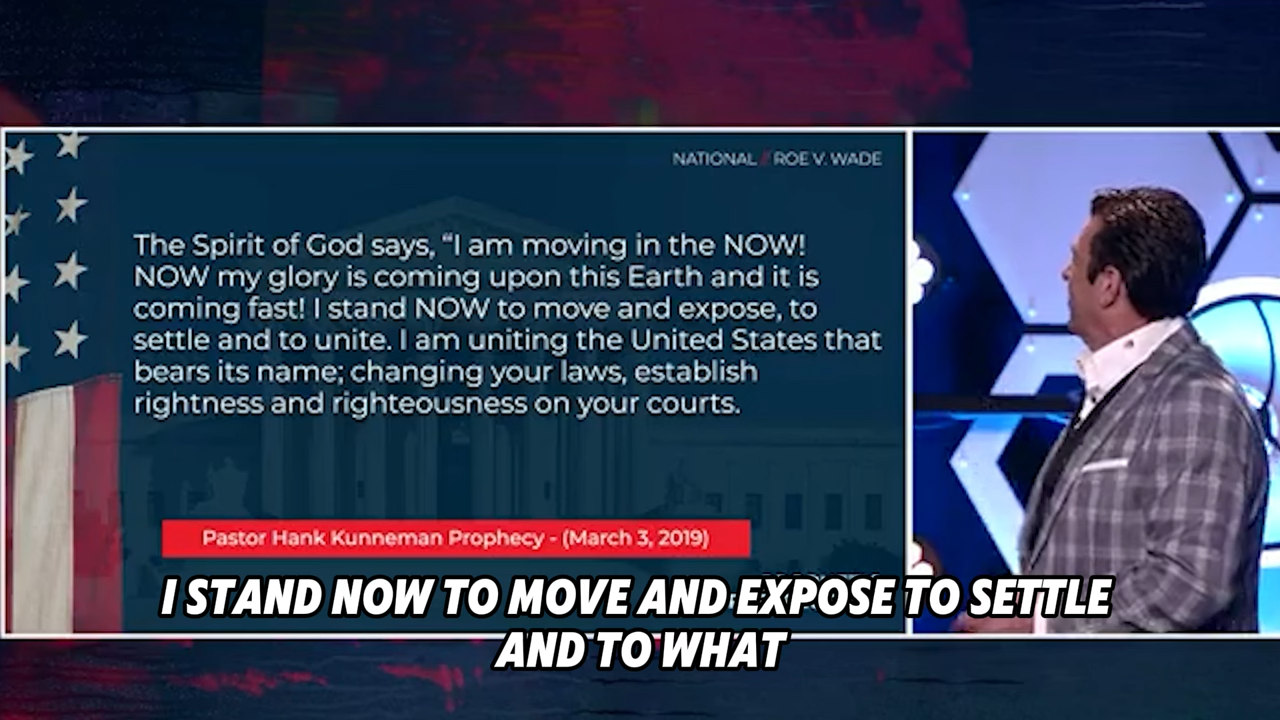 NATIONAL // ROE V. WADE
The Spirit of God says, “I am moving in the NOW!
NOW my glory is coming upon this Earth and it is
coming fast! I stand NOW to move and expose, to
settle and to unite. I am uniting the United States that
bears its name; changing your laws, establish
rightness and righteousness on your courts.
Pastor Hank Kunneman Prophecy - (March 3, 2019)
I STAND NOW TO MOVE AND EXPOSE TO SETTLE
AND TO WHAT